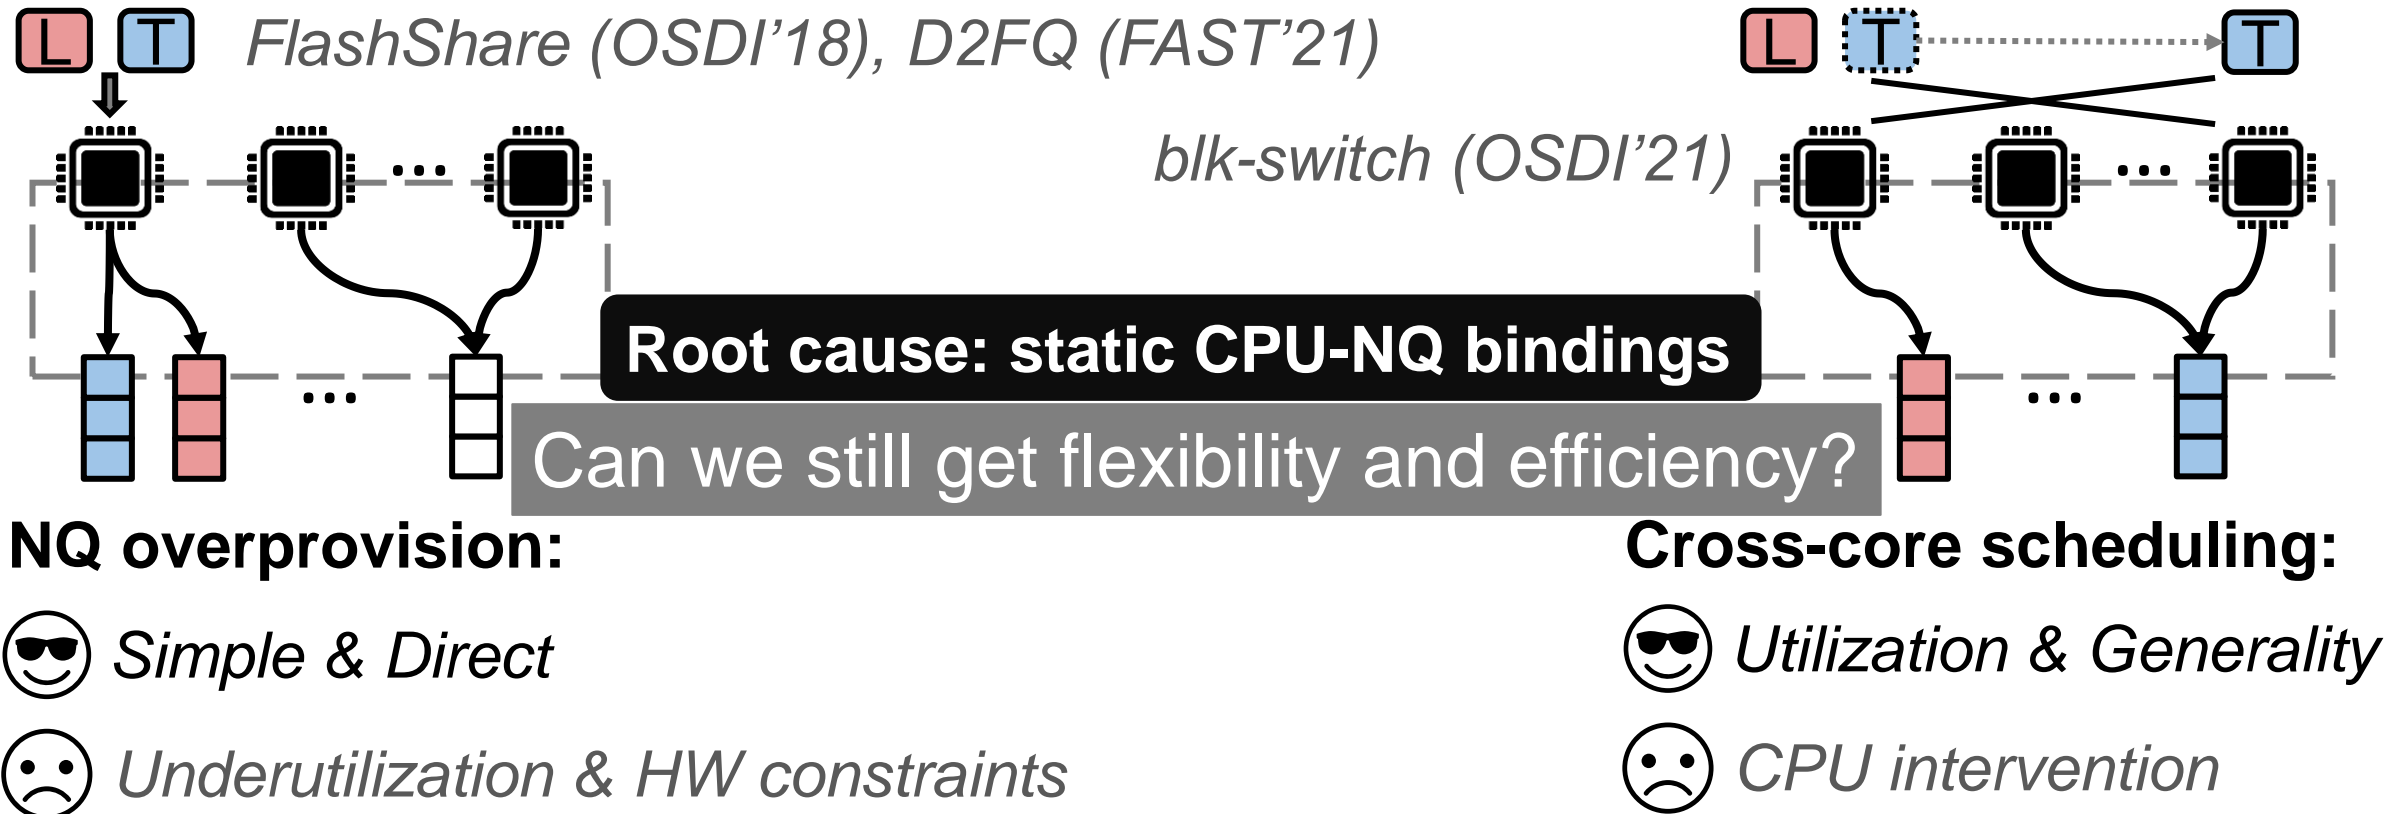 L T FlashShare (OSDI’18), D2FQ (FAST’21)
L T T
blk-switch (OSDI’21)
...
...
Root cause: static CPU-NQ bindings
...
...
Can we still get flexibility and efficiency?
NQ overprovision:
Simple & Direct
Underutilization & HW constraints
Cross-core scheduling:
Utilization & Generality
CPU intervention